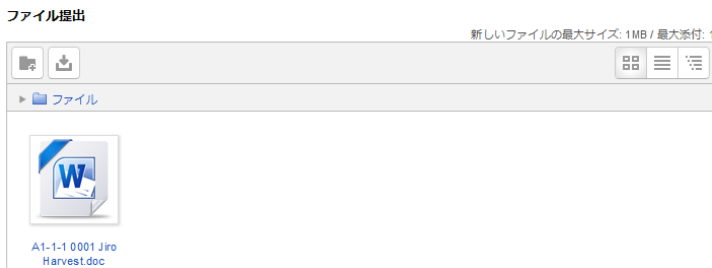 ファイル提出
新しいファイルの最大サイズ: 1MB / 最大添付: 1
ファイル
W
A1-1-1 0001 Jiro
Harvest.doc